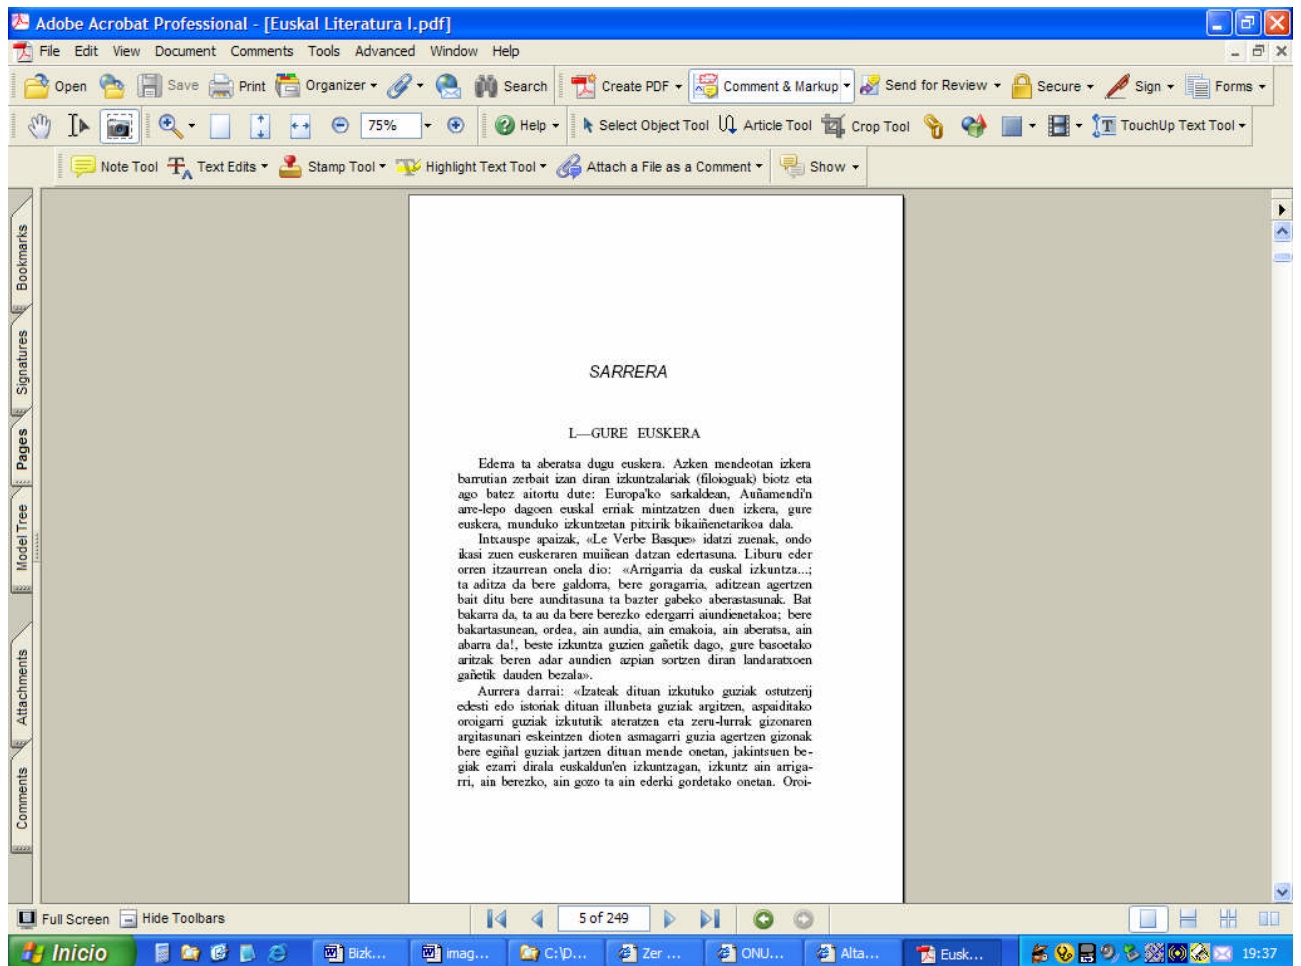 Adobe Acrobat Professional - [Euskal Literatura I.pdf]
File Edit View Document Comments Tools Advanced Window Help
Open Save Print Organizer Search Create PDF Comment & Markup Send for Review Secure Sign Forms
75% Help Select Object Tool Article Tool Crop Tool TouchUp Text Tool
Note Tool Text Edits Stamp Tool Highlight Text Tool Attach a File as a Comment Show
Bookmarks
Signatures
Pages
Model Tree
Attachments
Comments
SARRERA
I.—GURE EUSKERA
Ederra ta aberatsa dugu euskera. Azken mendeotan izkera
barrutian zerbait izan diran izkuntzalariak (filoioguak) biotz eta
ago batez aitortu dute: Europa'ko sarkaldean, Auñamendi'n
arre-lepo dagoen euskal erriak mintzatzen duen izkera, gure
euskera, munduko izkuntzetan pitxirik bikaiñenetarikoa dala.
Intxauspe apaizak, «Le Verbe Basque» idatzi zuenak, ondo
ikasi zuen euskeraren muiñean datzan edertasuna. Liburu eder
orren itzaurrean onela dio: «Arrigarria da euskal izkuntza...;
ta aditza da bere galdorra, bere goragarria, aditzean agertzen
bait ditu bere aunditasuna ta bazter gabeko aberastasunak. Bat
bakarra da, ta au da bere berezko edergarri aiundienetakoa; bere
bakartasunean, ordea, ain aundia, ain emakoia, ain aberatsa, ain
abarra da!, beste izkuntza guzien gañetik dago, gure basoetako
aritzak beren adar aundien azpian sortzen diran landaratxoen
gañetik dauden bezala».
Aurrera darrai: «Izateak dituan izkutuko guziak ostutzerij
edesti edo istoriak dituan illunbeta guziak argitzen, aspaiditako
oroigarri guziak izkututik ateratzen eta zeru-lurrak gizonaren
argitasunari eskeintzen dioten asmagarri guzia agertzen gizonak
bere egiñal guziak jartzen dituan mende onetan, jakintsuen be-
giak ezarri dirala euskaldun'en izkuntzagan, izkuntz ain arriga-
rri, ain berezko, ain gozo ta ain ederki gordetako onetan. Oroi-
Full Screen Hide Toolbars 5 of 249
Inicio Bizk... imag... C:\D... Zer ... ONU... Alta... Eusk... 19:37